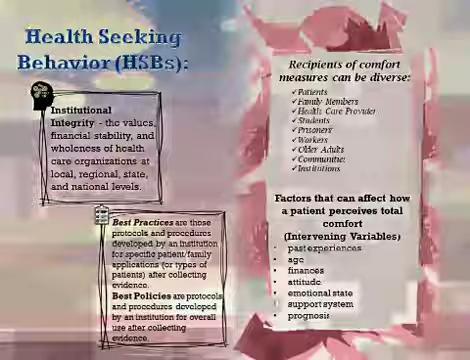 Health Seeking
Behavior (HSBs):
Institutional
Integrity - the values,
financial stability, and
wholeness of health
care organizations at
local, regional, state,
and national levels.
Best Practices are those
protocols and procedures
developed by an institution
for specific patient/family
applications (or types of
patients) after collecting
evidence.
Best Policies are protocols
and procedures developed
by an institution for overall
use after collecting
evidence.
Recipients of comfort
measures can be diverse:
✓Patients
✓Family Members
✓Health Care Provider
✓Students
✓Prisoners
✓Workers
✓Older Adults
✓Communities
✓Institutions
Factors that can affect how
a patient perceives total
comfort
(Intervening Variables)
• past experiences
• age
• finances
• attitude
• emotional state
• support system
• prognosis